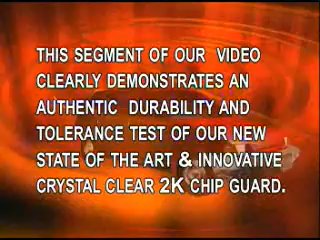 THIS SEGMENT OF OUR VIDEO
CLEARLY DEMONSTRATES AN
AUTHENTIC DURABILITY AND
TOLERANCE TEST OF OUR NEW
STATE OF THE ART & INNOVATIVE
CRYSTAL CLEAR 2K CHIP GUARD.